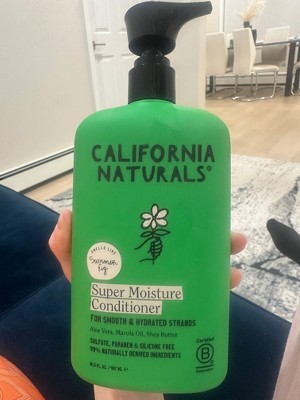 CALIFORNIA
NATURALS®
SMELLS LIKE
Summer
fig
Super Moisture
Conditioner
FOR SMOOTH & HYDRATED STRANDS
Aloe Vera, Marula Oil, Shea Butter
SULFATE, PARABEN & SILICONE FREE
99% NATURALLY DERIVED INGREDIENTS
Certified
B
Corporation